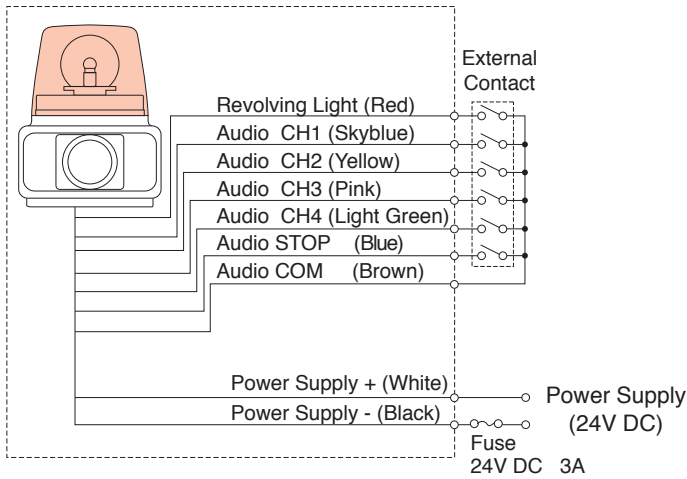 External
Contact
Revolving Light (Red)
Audio CH1 (Skyblue)
Audio CH2 (Yellow)
Audio CH3 (Pink)
Audio CH4 (Light Green)
Audio STOP (Blue)
Audio COM (Brown)
Power Supply + (White)
Power Supply - (Black)
Power Supply
(24V DC)
Fuse
24V DC 3A